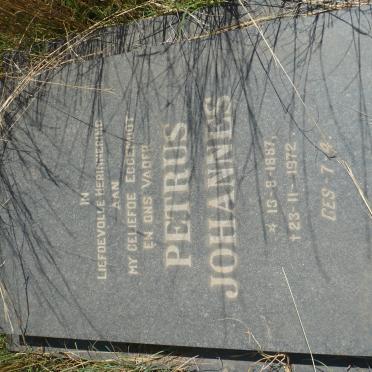 IN
LIEFDEVOLLE HERINNERING
AAN
MY GELIEFDE EGGENOOT
EN ONS VADER
PETRUS
JOHANNES
* 13-8-1887,
† 23-11-1972.
GES 7:4.